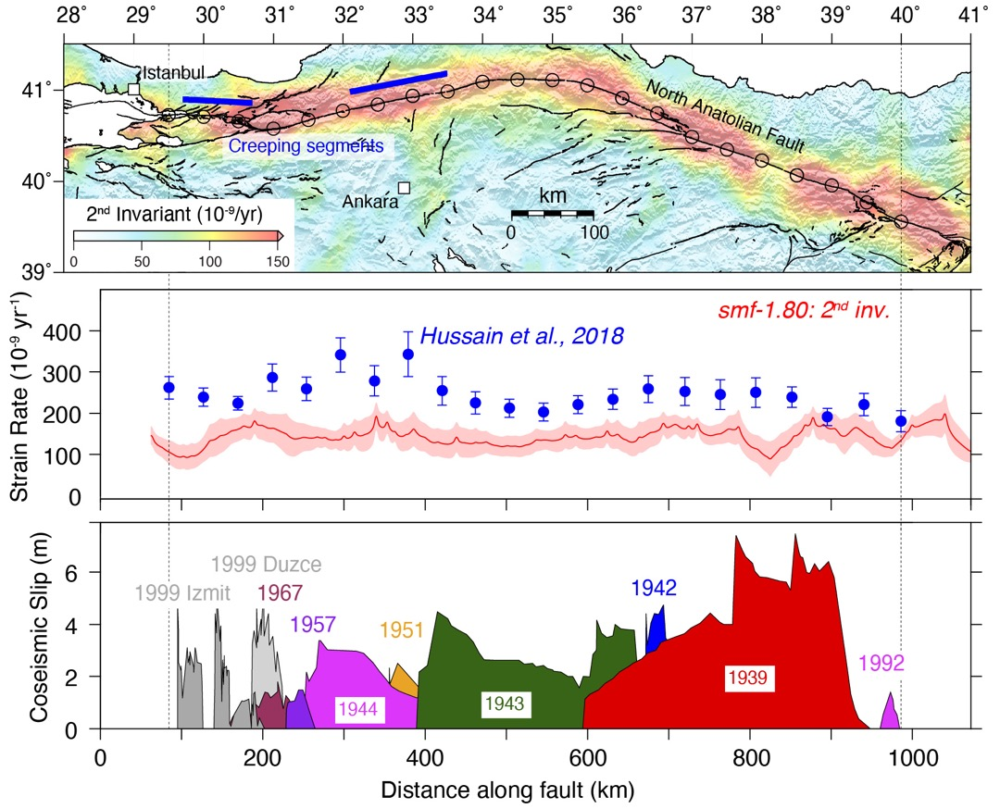 28° 29° 30° 31° 32° 33° 34° 35° 36° 37° 38° 39° 40° 41°
Istanbul
41°
North Anatolian Fault
Creeping segments
40°
Ankara
km
0 100
2nd Invariant (10-9/yr)
0 50 100 150
39°
smf-1.80: 2nd inv.
Hussain et al., 2018
400
300
200
100
0
Strain Rate (10-9 yr-1)
1999 Duzce
1999 Izmit 1967
1942
1957
1951
1992
1939
1943
1944
6
4
2
0
Coseismic Slip (m)
0 200 400 600 800 1000
Distance along fault (km)